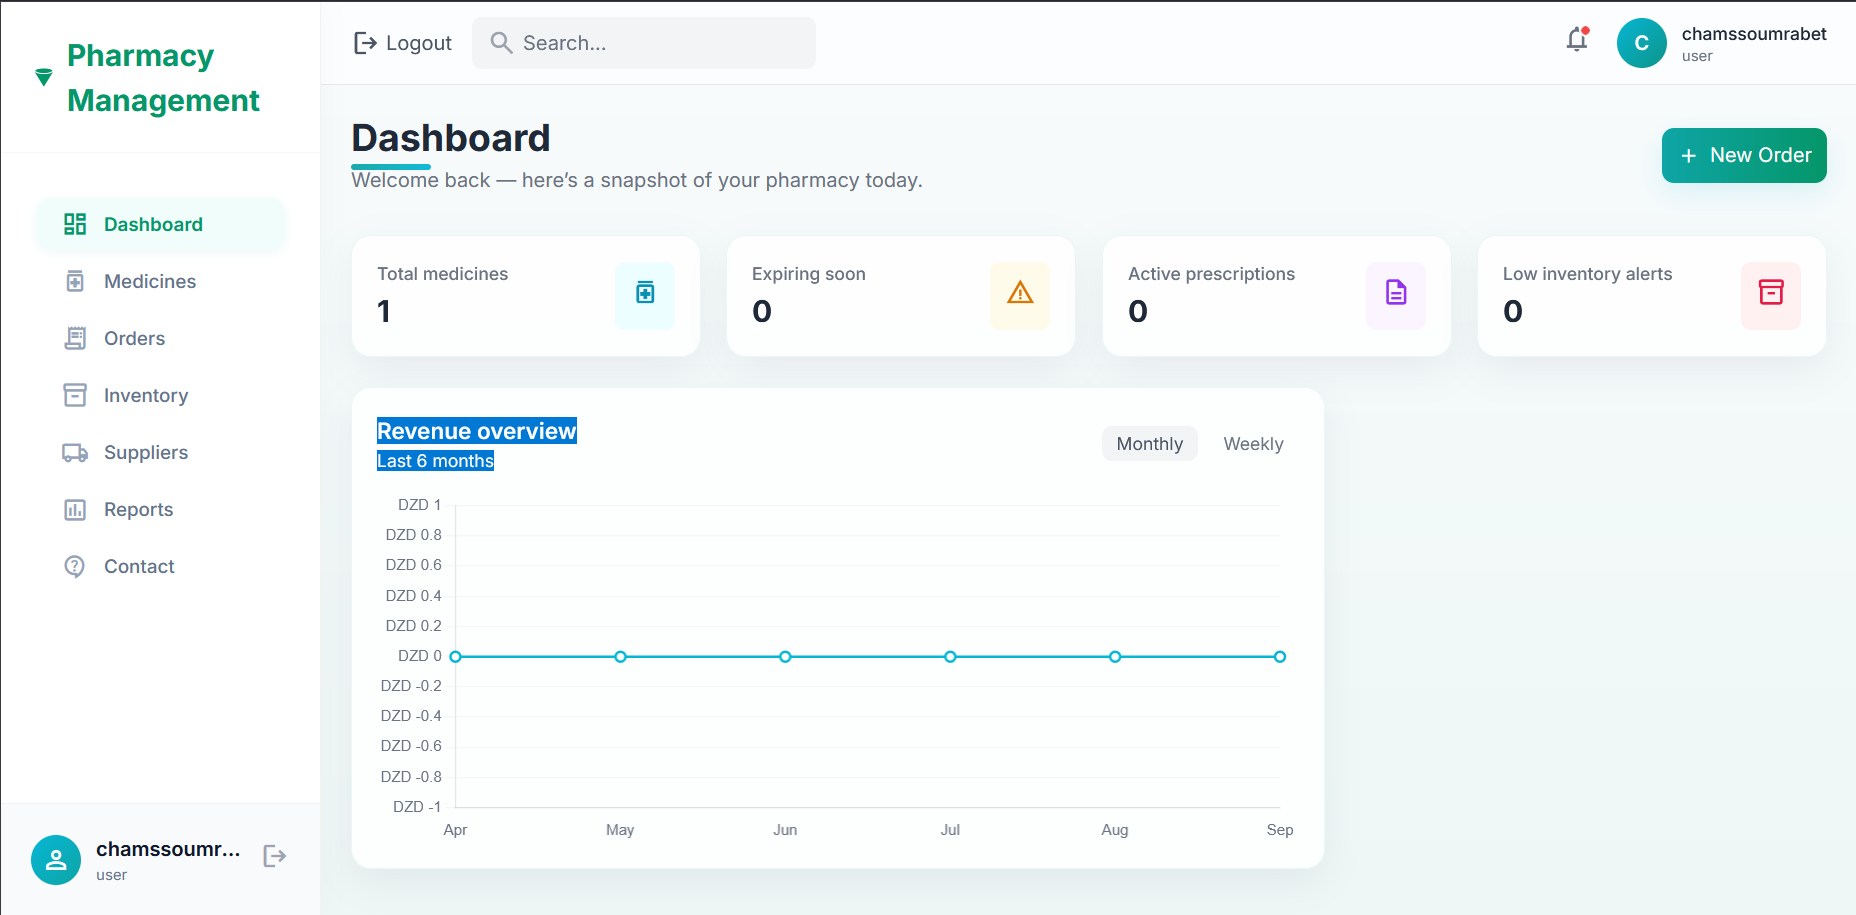 Pharmacy
Management
Dashboard
Medicines
Orders
Inventory
Suppliers
Reports
Contact
chamssoumr...
user
Logout
Search...
C
chamssoumrabet
user
Dashboard
Welcome back — here’s a snapshot of your pharmacy today.
+ New Order
Total medicines
1
Expiring soon
0
Active prescriptions
0
Low inventory alerts
0
Revenue overview
Last 6 months
Monthly
Weekly
DZD 1
DZD 0.8
DZD 0.6
DZD 0.4
DZD 0.2
DZD 0
DZD -0.2
DZD -0.4
DZD -0.6
DZD -0.8
DZD -1
Apr May Jun Jul Aug Sep